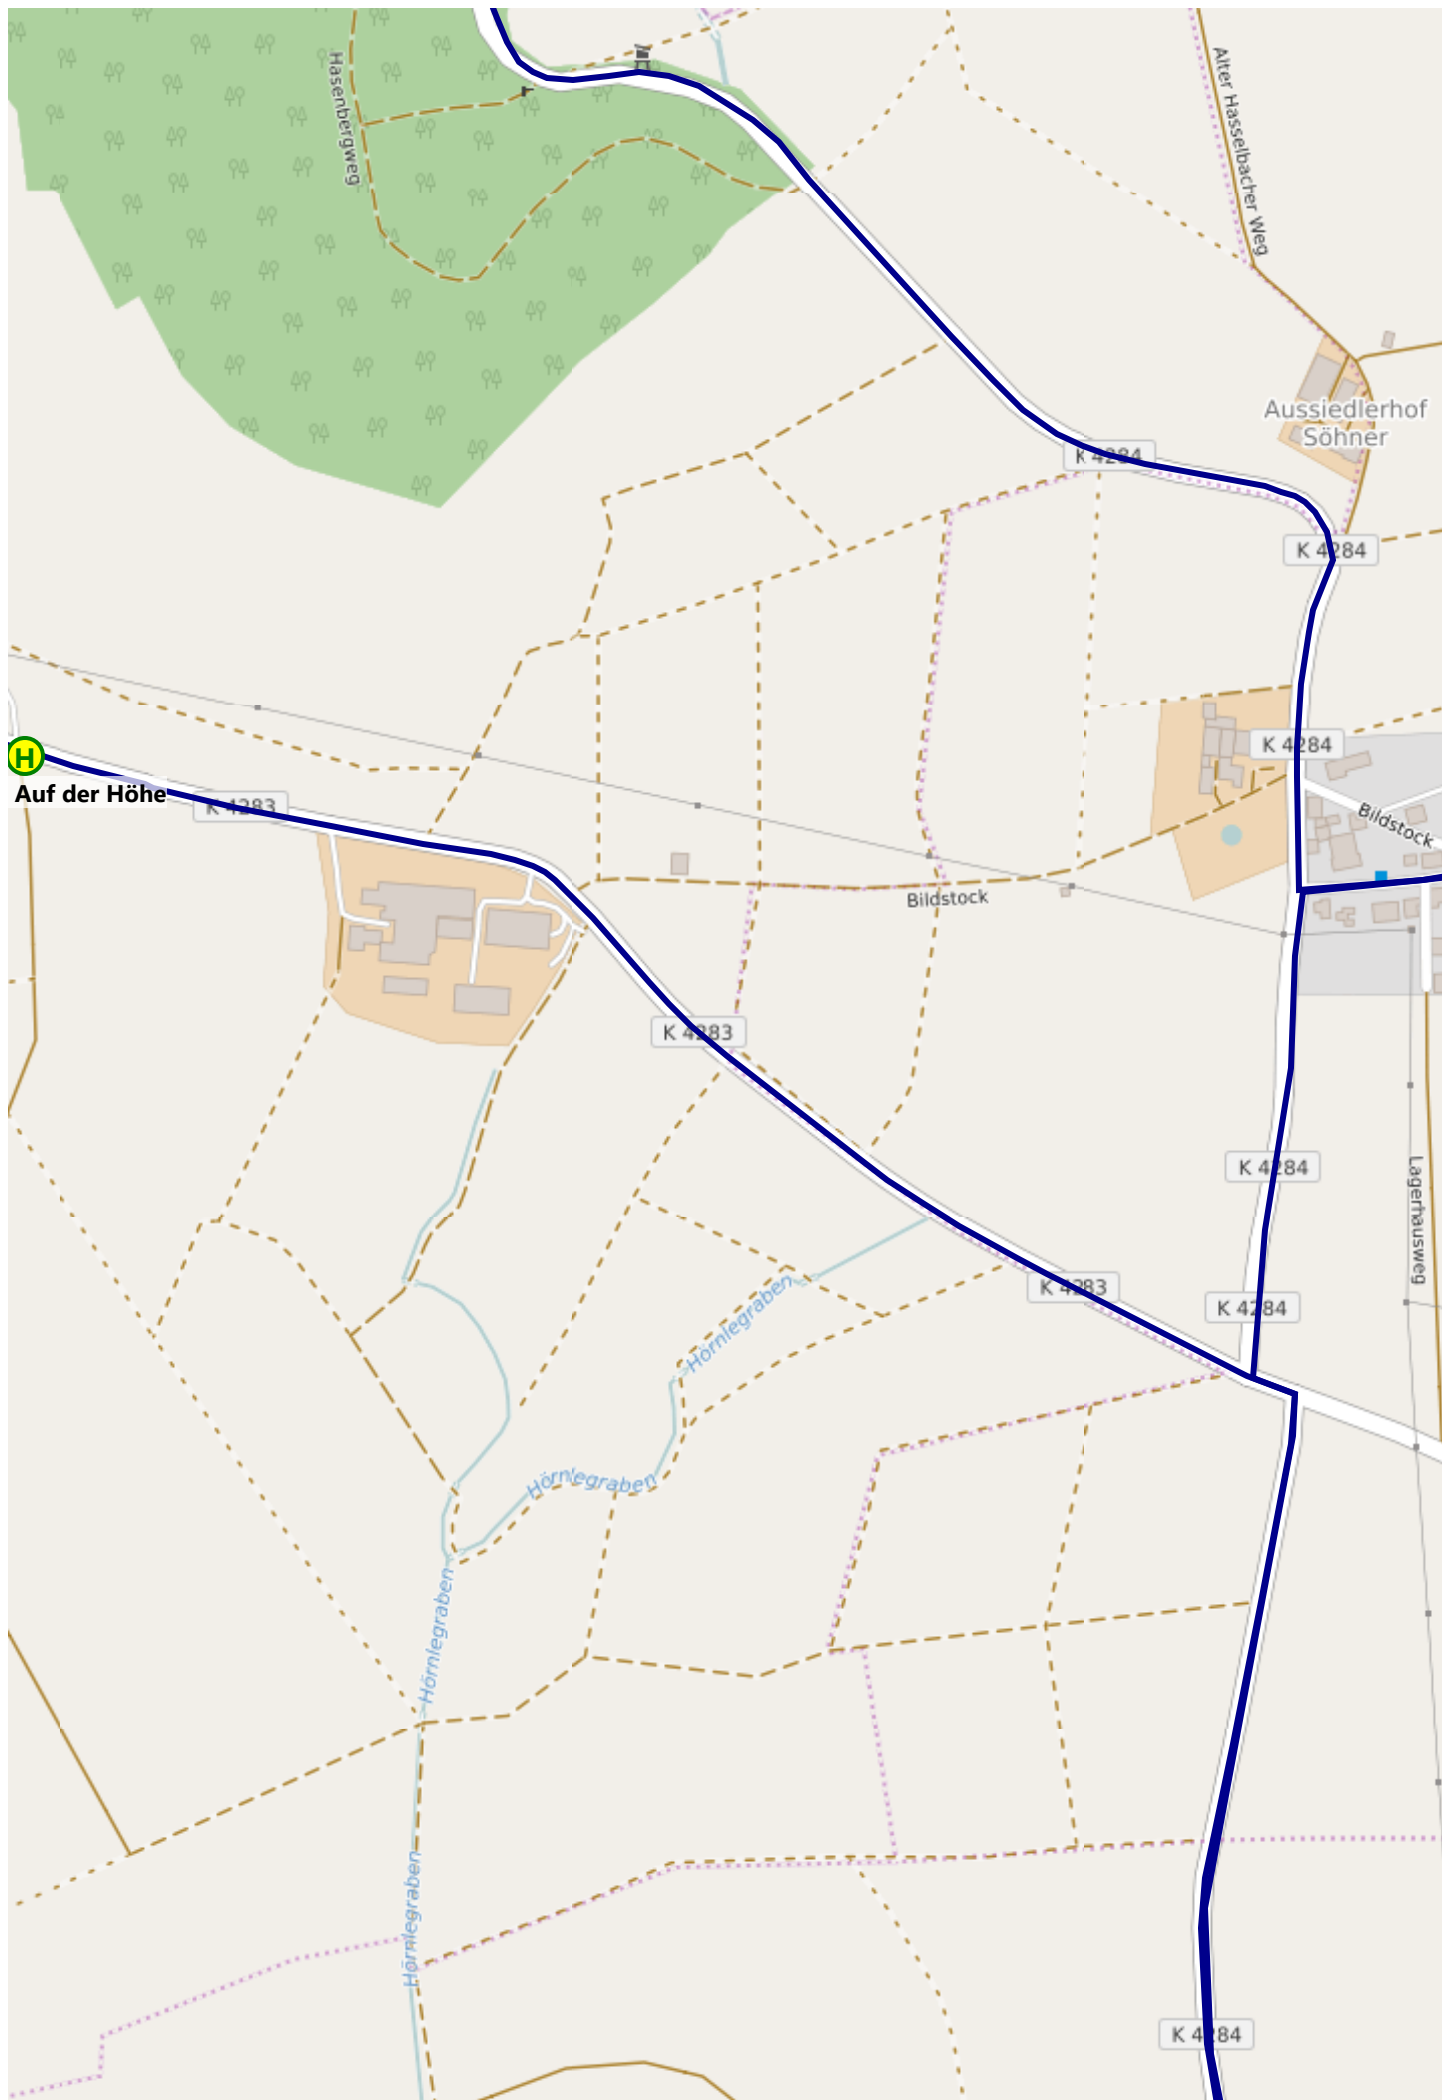 Hasenbergweg
Alter Hasselbacher Weg
Aussiedlerhof
Söhner
K 4284
K 4284
K 4284
H
Auf der Höhe
K 4283
Bildstock
Bildstock
K 4283
K 4284
Lagerhausweg
K 4283
K 4284
Hörnlegraben
Hörnlegraben
Hörnlegraben
Hörnlegraben
K 4284